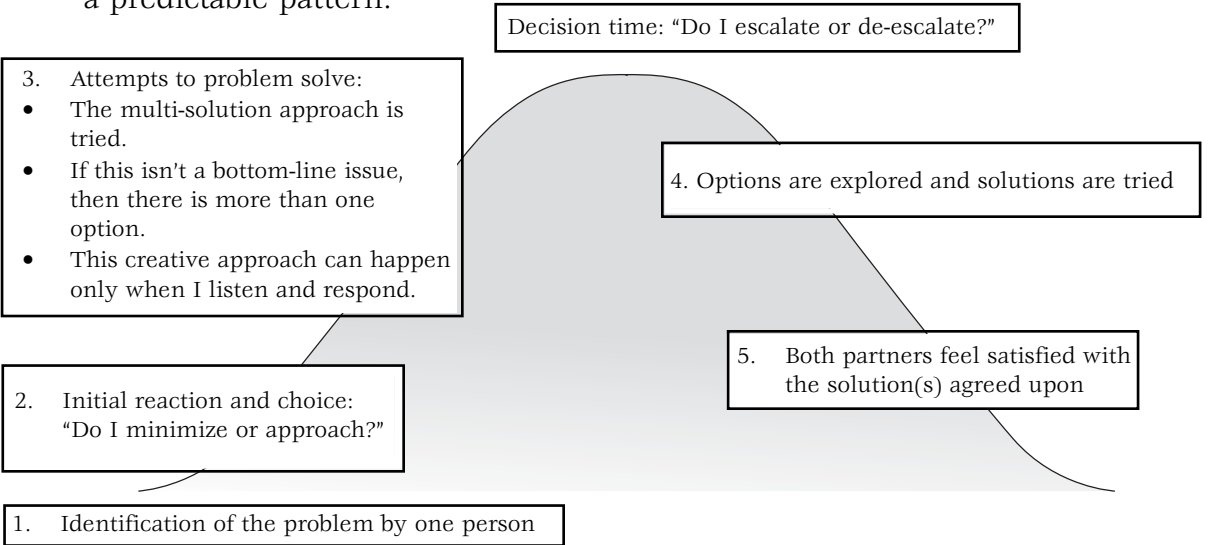 a predictable pattern.
Decision time: “Do I escalate or de-escalate?”
3. Attempts to problem solve:
• The multi-solution approach is
tried.
• If this isn’t a bottom-line issue,
then there is more than one
option.
• This creative approach can happen
only when I listen and respond.
4. Options are explored and solutions are tried
5. Both partners feel satisfied with
the solution(s) agreed upon
2. Initial reaction and choice:
“Do I minimize or approach?”
1. Identification of the problem by one person